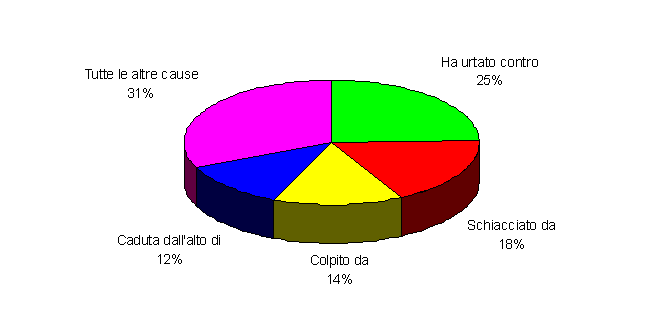 Ha urtato contro
25%
Tutte le altre cause
31%
Schiacciato da
18%
Caduta dall'alto di
12%
Colpito da
14%